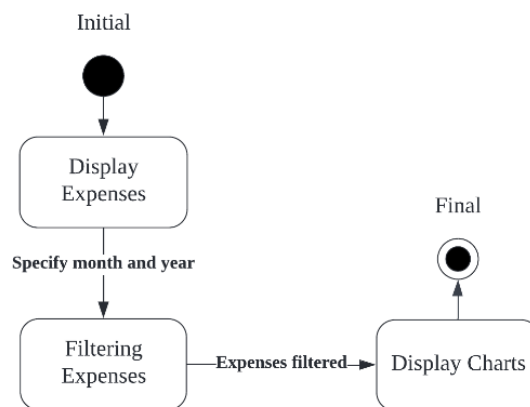 Initial
Display
Expenses
Specify month and year
Filtering
Expenses
Expenses filtered
Display Charts
Final